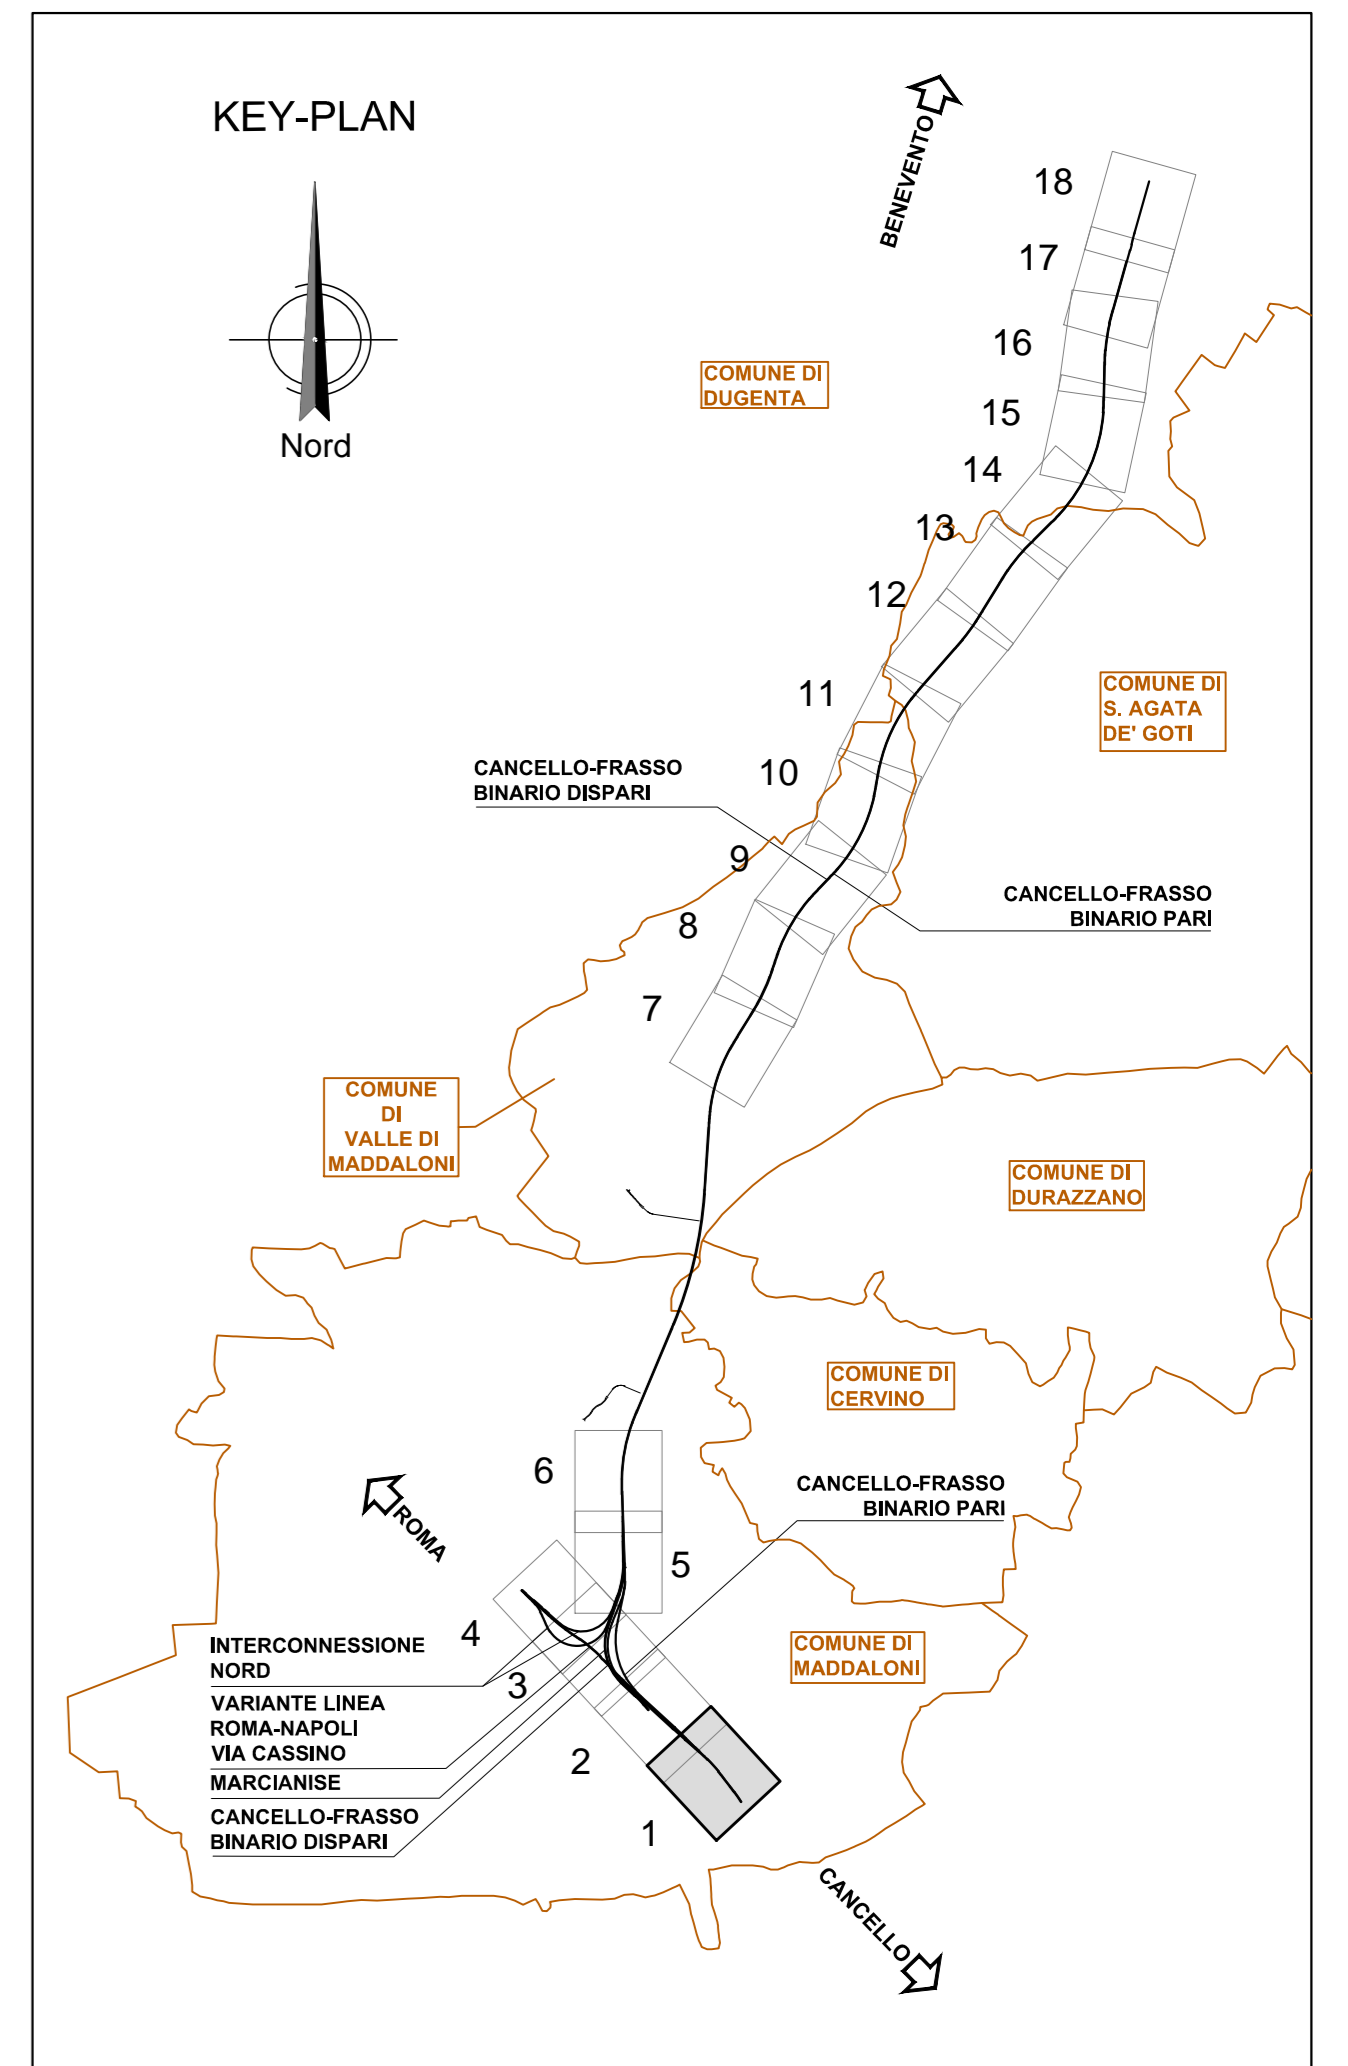 KEY-PLAN
Nord
BENEVENTO
18
17
16
15
14
13
12
11
10
9
8
7
COMUNE DI
DUGENTA
COMUNE DI
S. AGATA
DE' GOTI
CANCELLO-FRASSO
BINARIO DISPARI
CANCELLO-FRASSO
BINARIO PARI
COMUNE
DI
VALLE DI
MADDALONI
COMUNE DI
DURAZZANO
COMUNE DI
CERVINO
6
ROMA
CANCELLO-FRASSO
BINARIO PARI
5
4
3
2
1
INTERCONNESSIONE
NORD
VARIANTE LINEA
ROMA-NAPOLI
VIA CASSINO
MARCIANISE
CANCELLO-FRASSO
BINARIO DISPARI
COMUNE DI
MADDALONI
CANCELLO